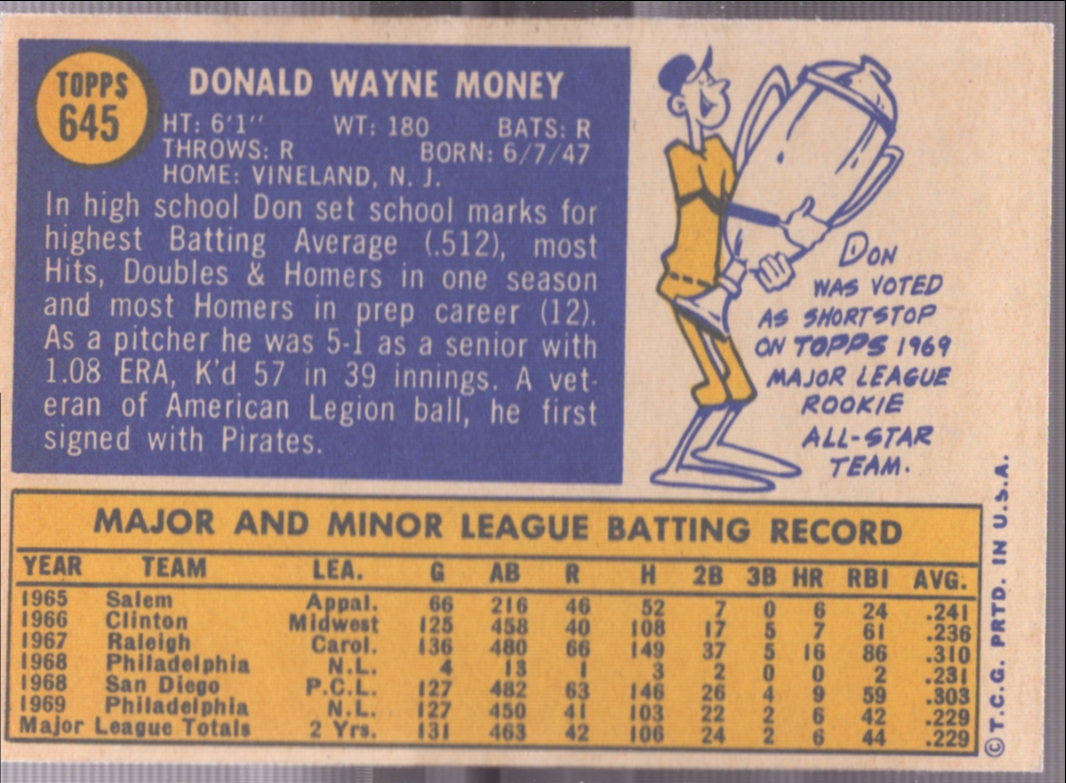 TOPPS
645
DONALD WAYNE MONEY
HT: 6'1" WT: 180 BATS: R
THROWS: R BORN: 6/7/47
HOME: VINELAND, N. J.
In high school Don set school marks for
highest Batting Average (.512), most
Hits, Doubles & Homers in one season
and most Homers in prep career (12).
As a pitcher he was 5-1 as a senior with
1.08 ERA, K'd 57 in 39 innings. A vet-
eran of American Legion ball, he first
signed with Pirates.
DON
WAS VOTED
AS SHORTSTOP
ON TOPPS 1969
MAJOR LEAGUE
ROOKIE
ALL-STAR
TEAM.
MAJOR AND MINOR LEAGUE BATTING RECORD
YEAR TEAM LEA. G AB R H 2B 3B HR RBI AVG.
1965 Salem Appal. 66 216 46 52 7 0 6 24 .241
1966 Clinton Midwest 125 458 40 108 17 5 7 61 .236
1967 Raleigh Carol. 136 480 66 149 37 5 16 86 .310
1968 Philadelphia N.L. 4 13 1 3 2 0 0 2 .231
1968 San Diego P.C.L. 127 482 63 146 26 4 9 59 .303
1969 Philadelphia N.L. 127 450 41 103 22 2 6 42 .229
Major League Totals 2 Yrs. 131 463 42 106 24 2 6 44 .229
© T.C.G. PRTD. IN U.S.A.